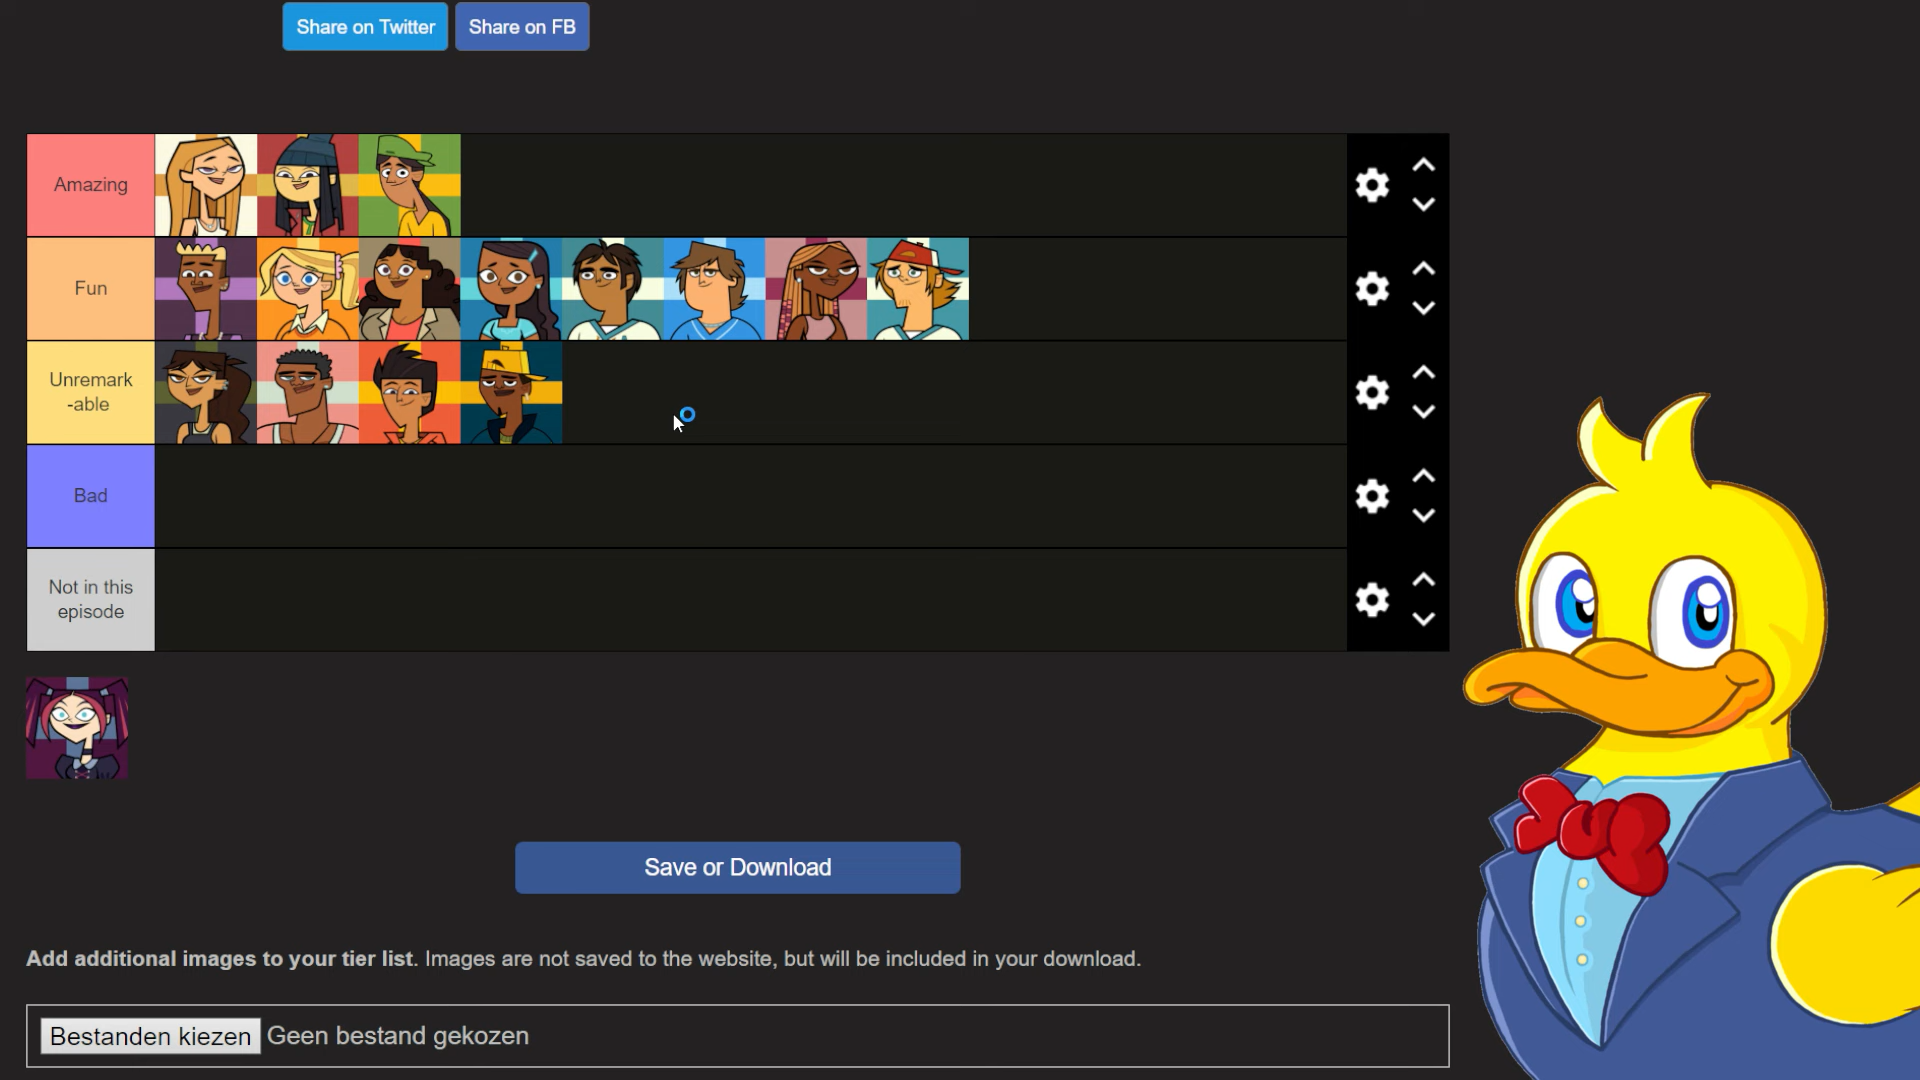 Share on Twitter
Share on FB
Amazing
Fun
Unremark
-able
Bad
Not in this
episode
Save or Download
Add additional images to your tier list. Images are not saved to the website, but will be included in your download.
Bestanden kiezen Geen bestand gekozen